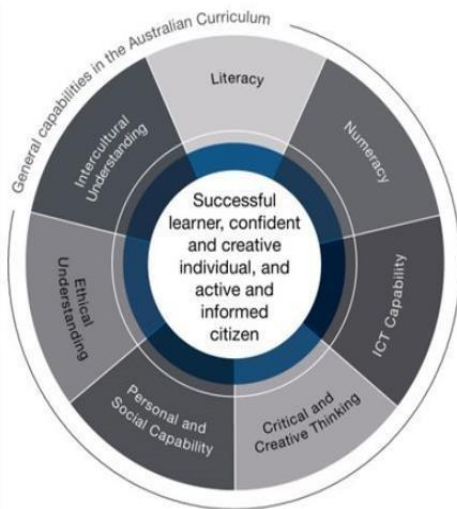 General capabilities in the Australian Curriculum
Literacy
Numeracy
ICT Capability
Critical and
Creative Thinking
Personal and
Social Capability
Ethical
Understanding
Intercultural
Understanding
Successful
learner, confident
and creative
individual, and
active and
informed
citizen